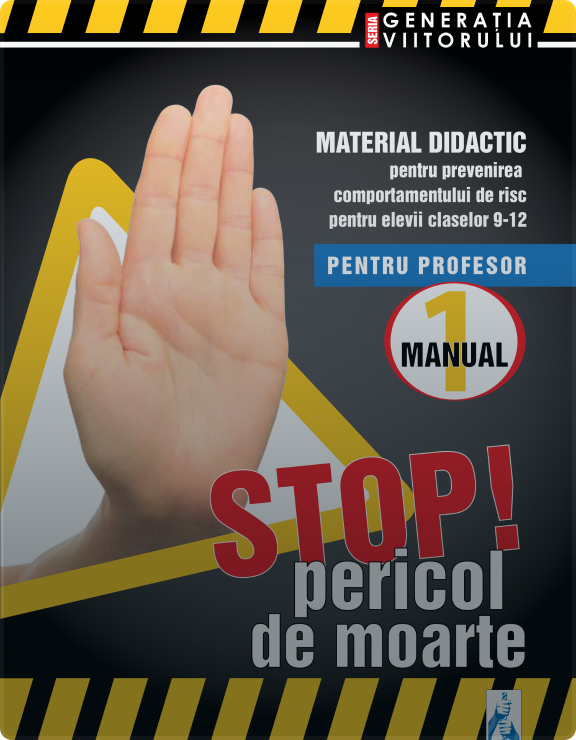 SERIA
GENERAȚIA
VIITORULUI
MATERIAL DIDACTIC
pentru prevenirea
comportamentului de risc
pentru elevii claselor 9-12
PENTRU PROFESOR
1
MANUAL
STOP!
pericol
de moarte